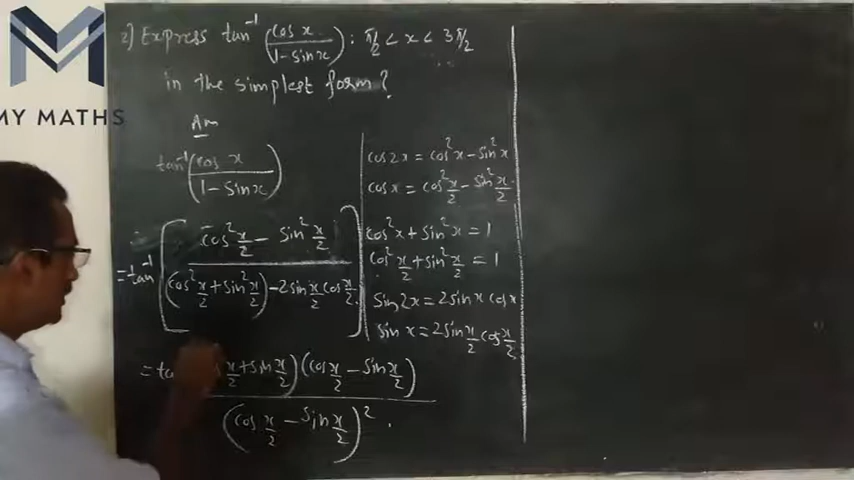 MY MATHS
2) Express tan⁻¹ (cos x / 1 - sin x) : π/2 < x < 3π/2
in the simplest form?
Ans
tan⁻¹ (cos x / 1 - sin x)
= tan⁻¹ [cos² x/2 - sin² x/2 / (cos² x/2 + sin² x/2) - 2 sin x/2 cos x/2]
x/2 + sin x/2) (cos x/2 - sin x/2) / (cos x/2 - sin x/2)²
cos 2x = cos² x - sin² x
cos x = cos² x/2 - sin² x/2
cos² x + sin² x = 1
cos² x/2 + sin² x/2 = 1
sin 2x = 2 sin x cos x
sin x = 2 sin x/2 cos x/2